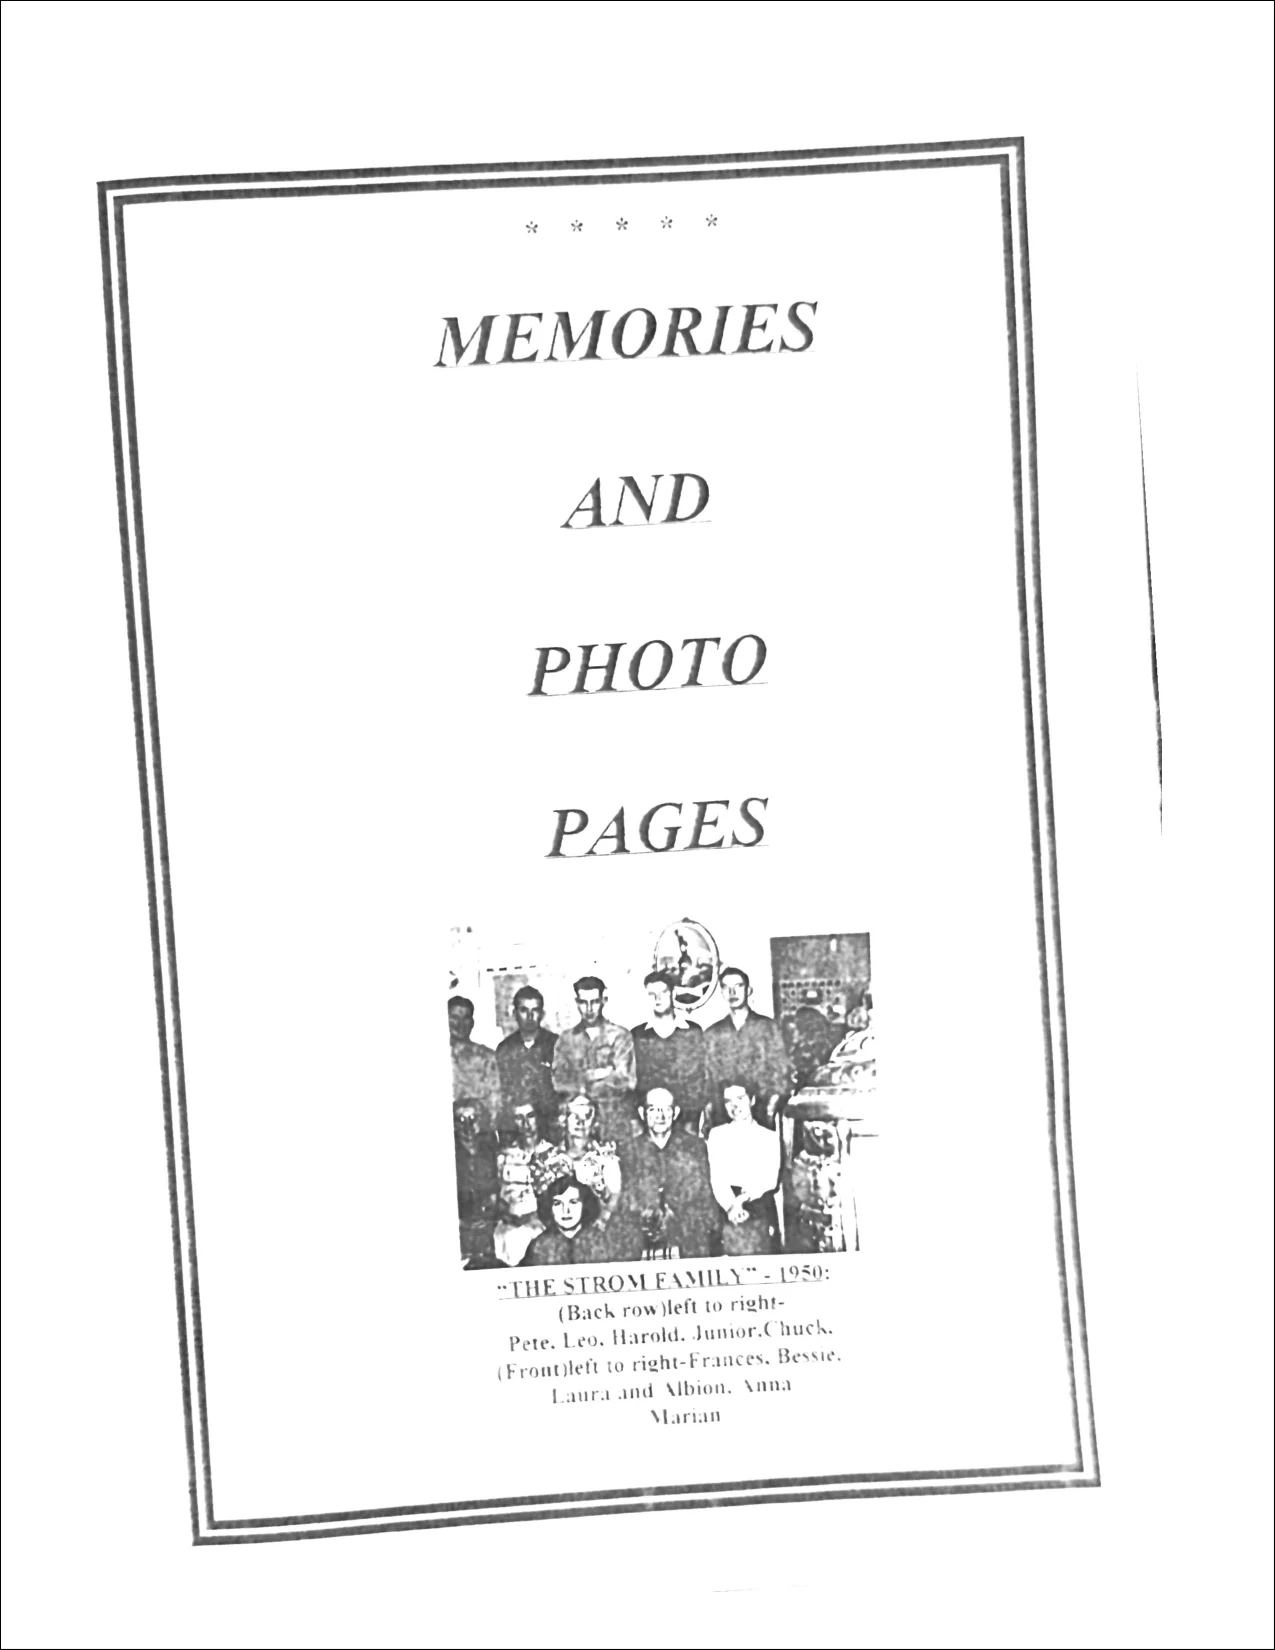 * * * * *
MEMORIES
AND
PHOTO
PAGES
"THE STROM FAMILY" - 1950:
(Back row)left to right-
Pete, Leo, Harold, Junior,Chuck,
(Front)left to right-Frances, Bessie,
Laura and Albion, Anna
Marian